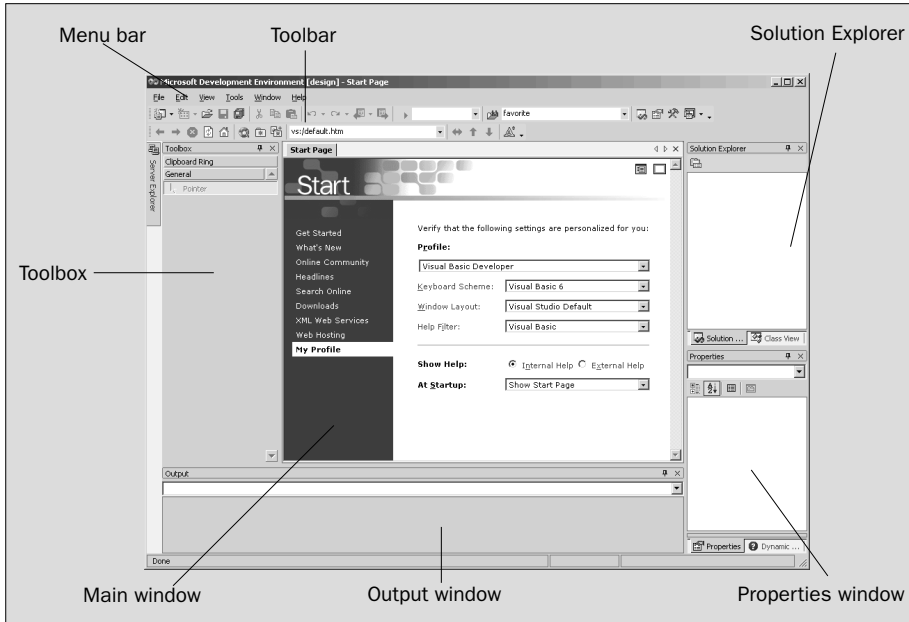 Menu bar
Toolbar
Solution Explorer
Microsoft Development Environment [design] - Start Page
File Edit View Tools Window Help
favorite
vs:/default.htm
Server Explorer
Toolbox
Clipboard Ring
General
Pointer
Start Page
Start
Get Started
What's New
Online Community
Headlines
Search Online
Downloads
XML Web Services
Web Hosting
My Profile
Verify that the following settings are personalized for you:
Profile:
Visual Basic Developer
Keyboard Scheme: Visual Basic 6
Window Layout: Visual Studio Default
Help Filter: Visual Basic
Show Help: Internal Help External Help
At Startup: Show Start Page
Solution Explorer
Solution ... Class View
Properties
Properties Dynamic ...
Output
Done
Toolbox
Main window
Output window
Properties window